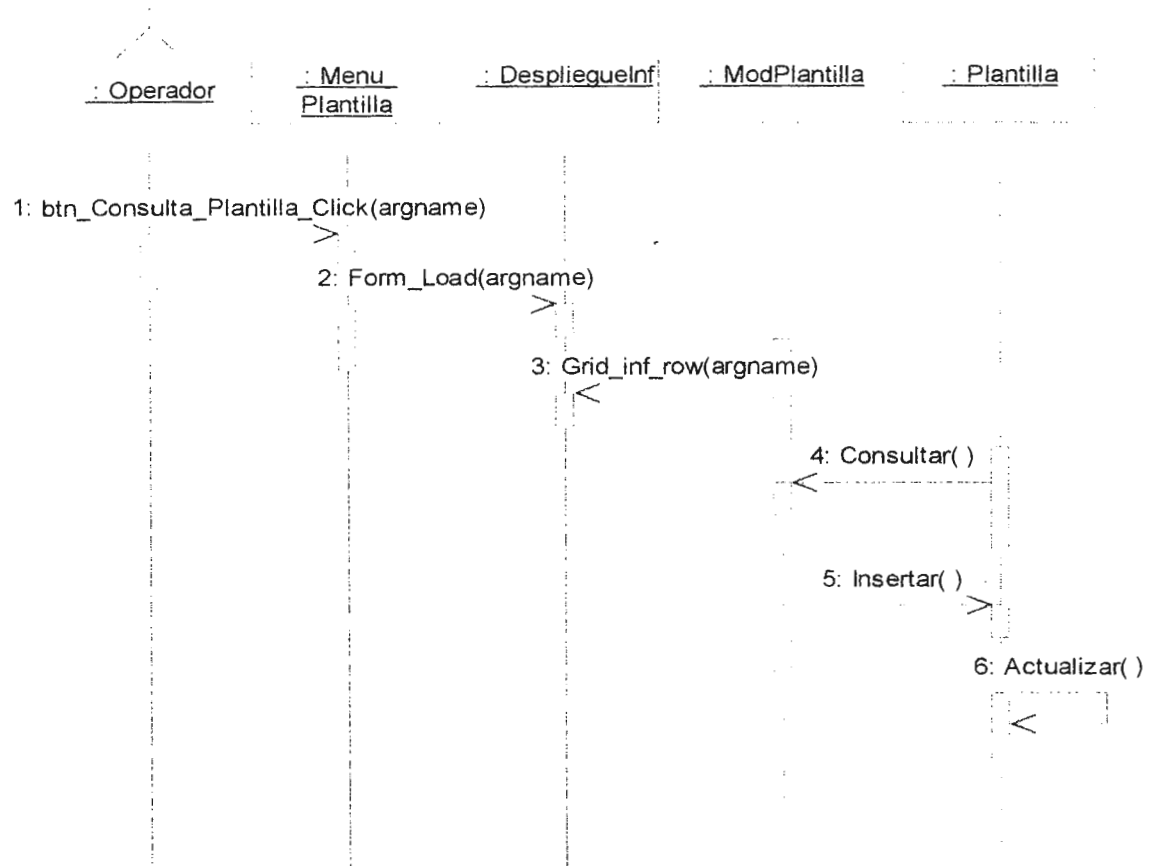 : Operador
: Menu
Plantilla
: DespliegueInf
: ModPlantilla
: Plantilla
1: btn_Consulta_Plantilla_Click(argname)
2: Form_Load(argname)
3: Grid_inf_row(argname)
4: Consultar( )
5: Insertar( )
6: Actualizar( )